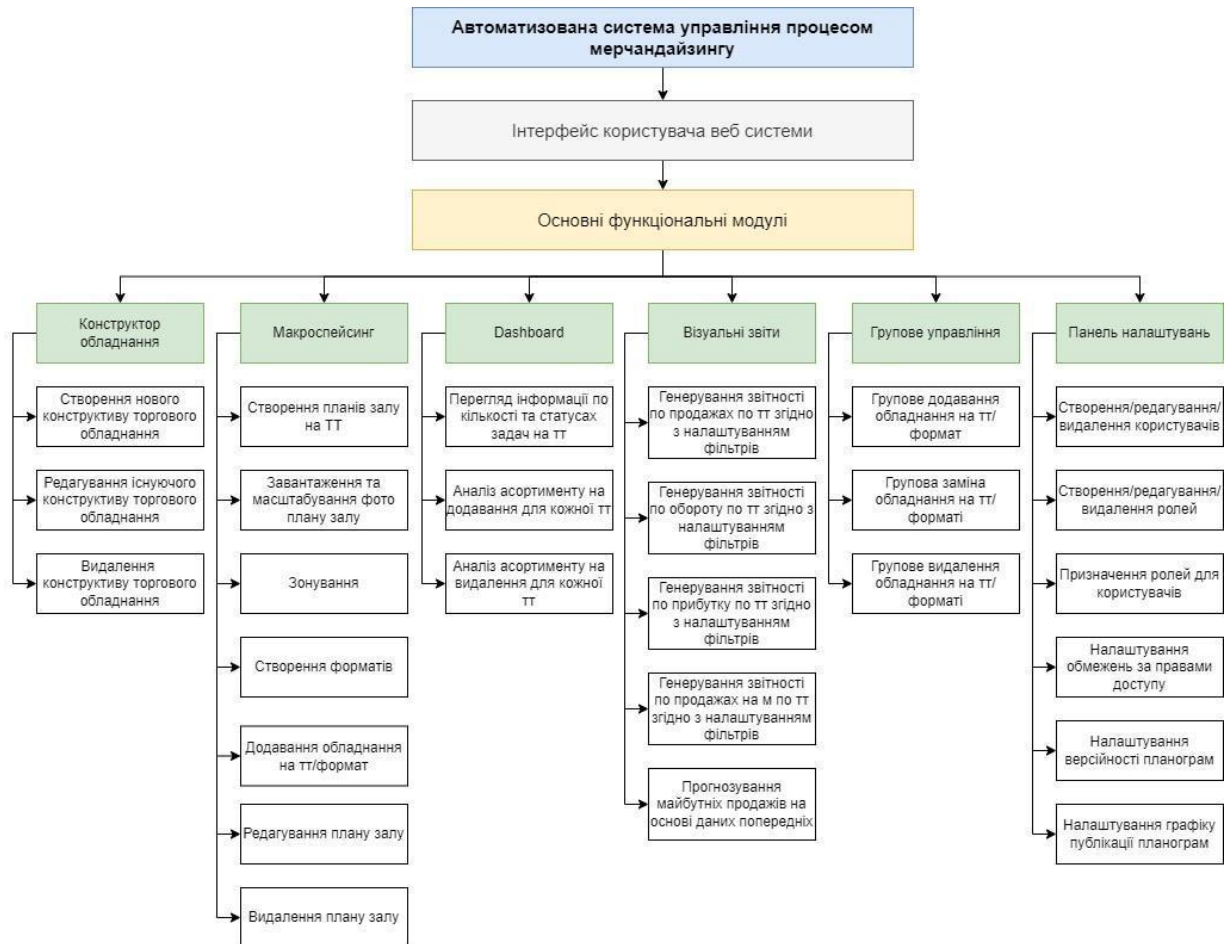 Автоматизована система управління процесом
мерчандайзингу
Інтерфейс користувача веб системи
Основні функціональні модулі
Конструктор
обладнання
Створення нового
конструктиву торгового
обладнання
Редагування існуючого
конструктиву торгового
обладнання
Видалення
конструктиву торгового
обладнання
Макроспейсинг
Створення планів залу
на ТТ
Завантаження та
масштабування фото
плану залу
Зонування
Створення форматів
Додавання обладнання
на тт/формат
Редагування плану залу
Видалення плану залу
Dashboard
Перегляд інформації по
кількості та статусах
задач на тт
Аналіз асортименту на
додавання для кожної тт
Аналіз асортименту на
видалення для кожної
тт
Візуальні звіти
Генерування звітності
по продажах по тт згідно
з налаштуванням
фільтрів
Генерування звітності
по обороту по тт згідно з
налаштуванням
фільтрів
Генерування звітності
по прибутку по тт згідно
з налаштуванням
фільтрів
Генерування звітності
по продажах на м по тт
згідно з налаштуванням
фільтрів
Прогнозування
майбутніх продажів на
основі даних попередніх
Групове управління
Групове додавання
обладнання на тт/
формат
Групова заміна
обладнання на тт/
форматі
Групове видалення
обладнання на тт/
форматі
Панель налаштувань
Створення/редагування/
видалення користувачів
Створення/редагування/
видалення ролей
Призначення ролей для
користувачів
Налаштування
обмежень за правами
доступу
Налаштування
версійності планограм
Налаштування графіку
публікації планограм